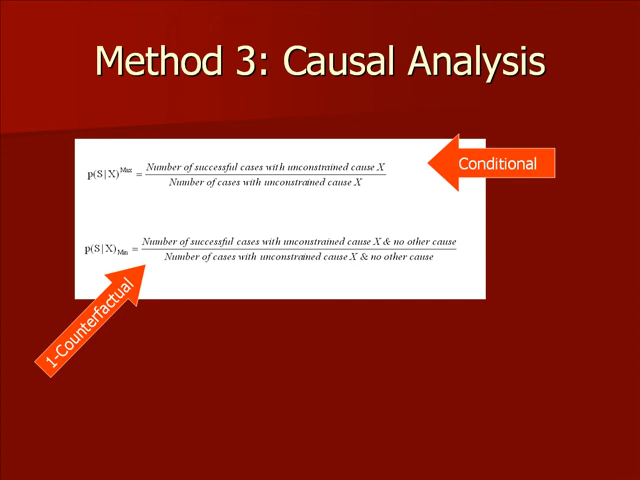 Method 3: Causal Analysis
p(S|X)^Max = Number of successful cases with unconstrained cause X / Number of cases with unconstrained cause X
Conditional
p(S|X)_Min = Number of successful cases with unconstrained cause X & no other cause / Number of cases with unconstrained cause X & no other cause
1-Counterfactual